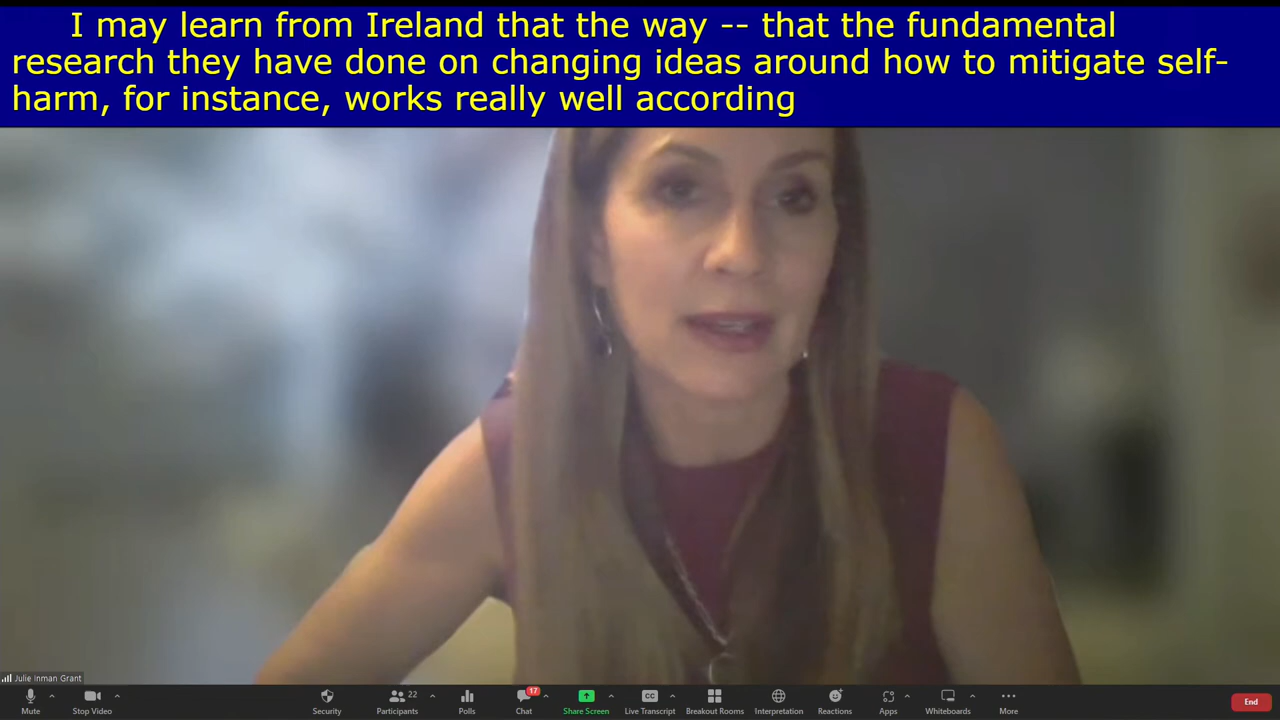 I may learn from Ireland that the way -- that the fundamental
research they have done on changing ideas around how to mitigate self-
harm, for instance, works really well according
Julie Inman Grant
22
17
CC
Mute
Stop Video
Security
Participants
Polls
Chat
Share Screen
Live Transcript
Breakout Rooms
Interpretation
Reactions
Apps
Whiteboards
More
End